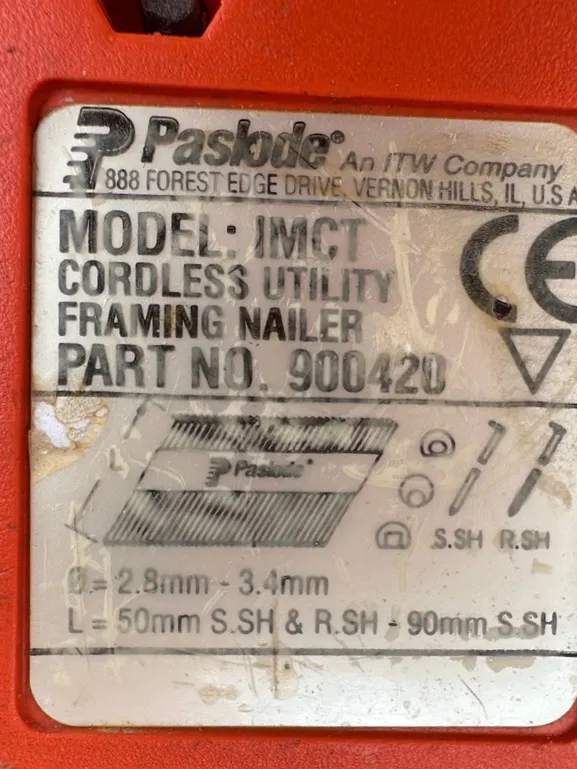 Paslode® An ITW Company
888 FOREST EDGE DRIVE, VERNON HILLS, IL, U.S.A
MODEL: IMCT
CORDLESS UTILITY
FRAMING NAILER
PART NO. 900420
CE
Paslode®
S.SH R.SH
Ø = 2.8mm - 3.4mm
L = 50mm S.SH & R.SH - 90mm S.SH